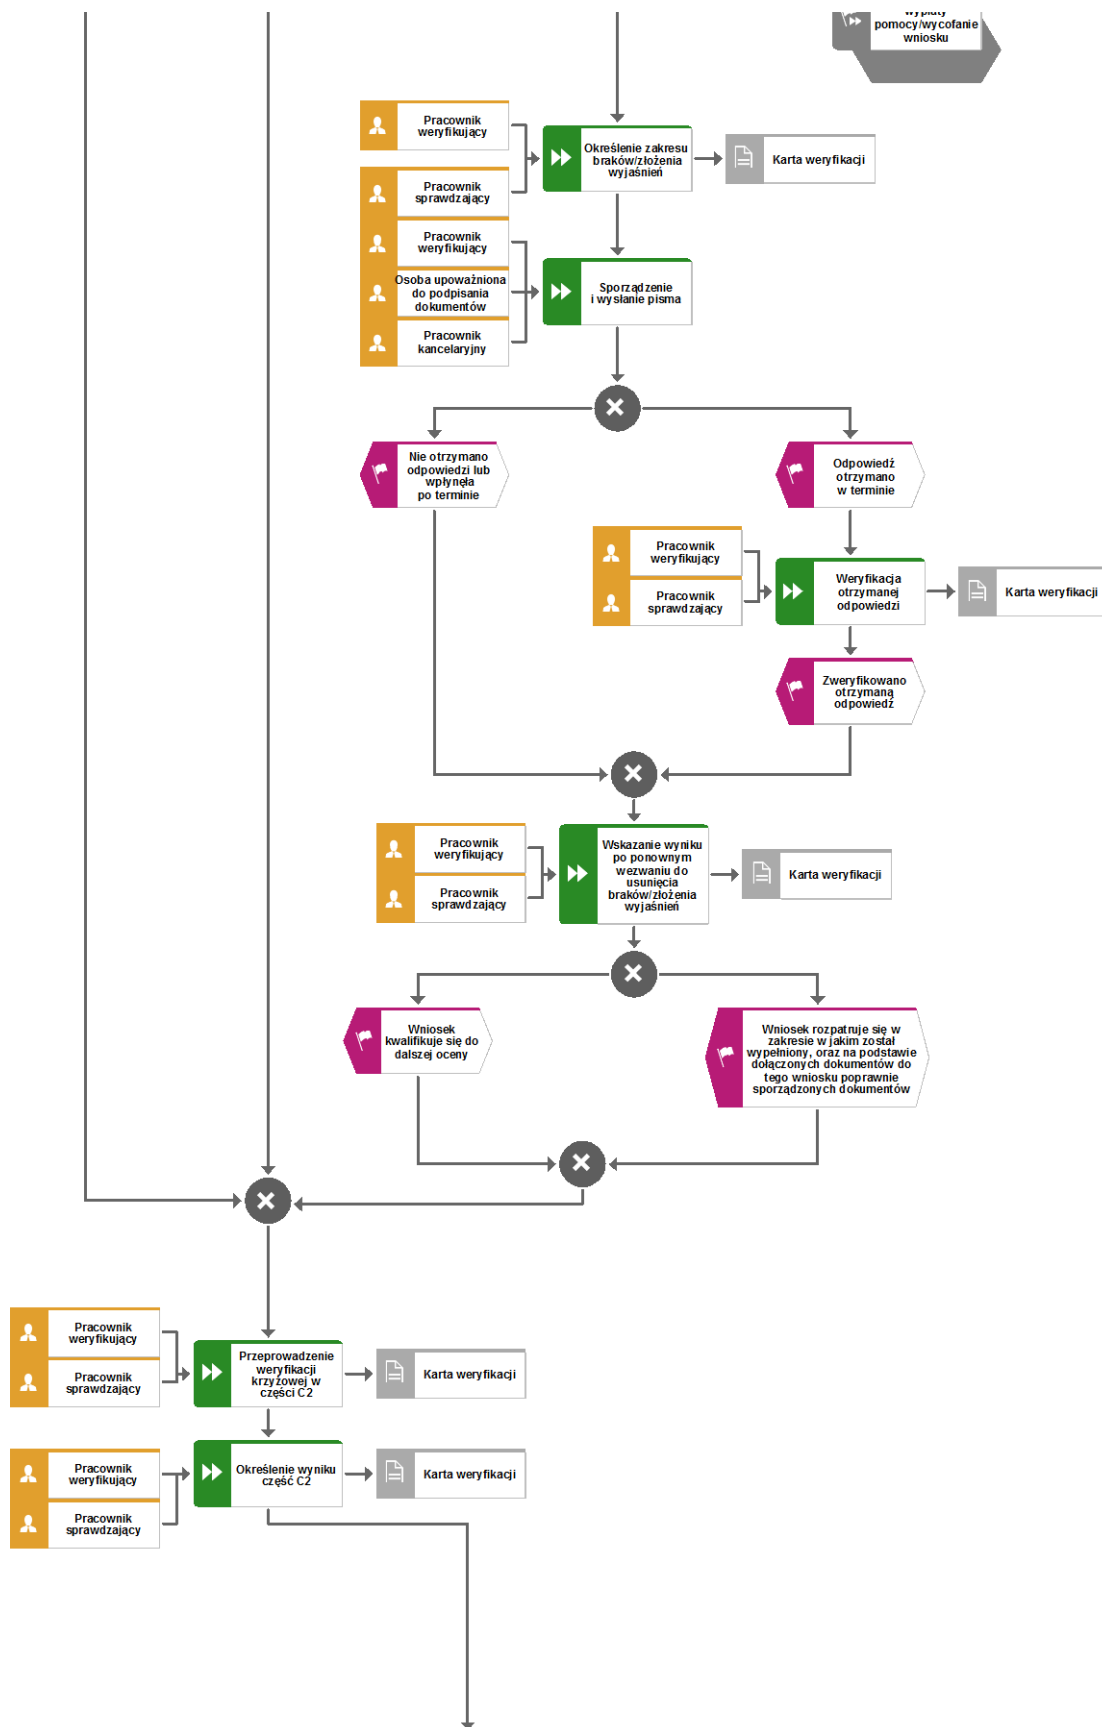 wypłaty
pomocy/wycofanie
wniosku
Pracownik
weryfikujący
Określenie zakresu
braków/złożenia
wyjaśnień
Karta weryfikacji
Pracownik
sprawdzający
Pracownik
weryfikujący
Osoba upoważniona
do podpisania
dokumentów
Sporządzenie
i wysłanie pisma
Pracownik
kancelaryjny
Nie otrzymano
odpowiedzi lub
wpłynęła
po terminie
Odpowiedź
otrzymano
w terminie
Pracownik
weryfikujący
Weryfikacja
otrzymanej
odpowiedzi
Karta weryfikacji
Pracownik
sprawdzający
Zweryfikowano
otrzymaną
odpowiedź
Pracownik
weryfikujący
Wskazanie wyniku
po ponownym
wezwaniu do
usunięcia
braków/złożenia
wyjaśnień
Karta weryfikacji
Pracownik
sprawdzający
Wniosek
kwalifikuje się do
dalszej oceny
Wniosek rozpatruje się w
zakresie w jakim został
wypełniony, oraz na podstawie
dołączonych dokumentów do
tego wniosku poprawnie
sporządzonych dokumentów
Pracownik
weryfikujący
Przeprowadzenie
weryfikacji
krzyżowej w
części C2
Karta weryfikacji
Pracownik
sprawdzający
Pracownik
weryfikujący
Określenie wyniku
część C2
Karta weryfikacji
Pracownik
sprawdzający